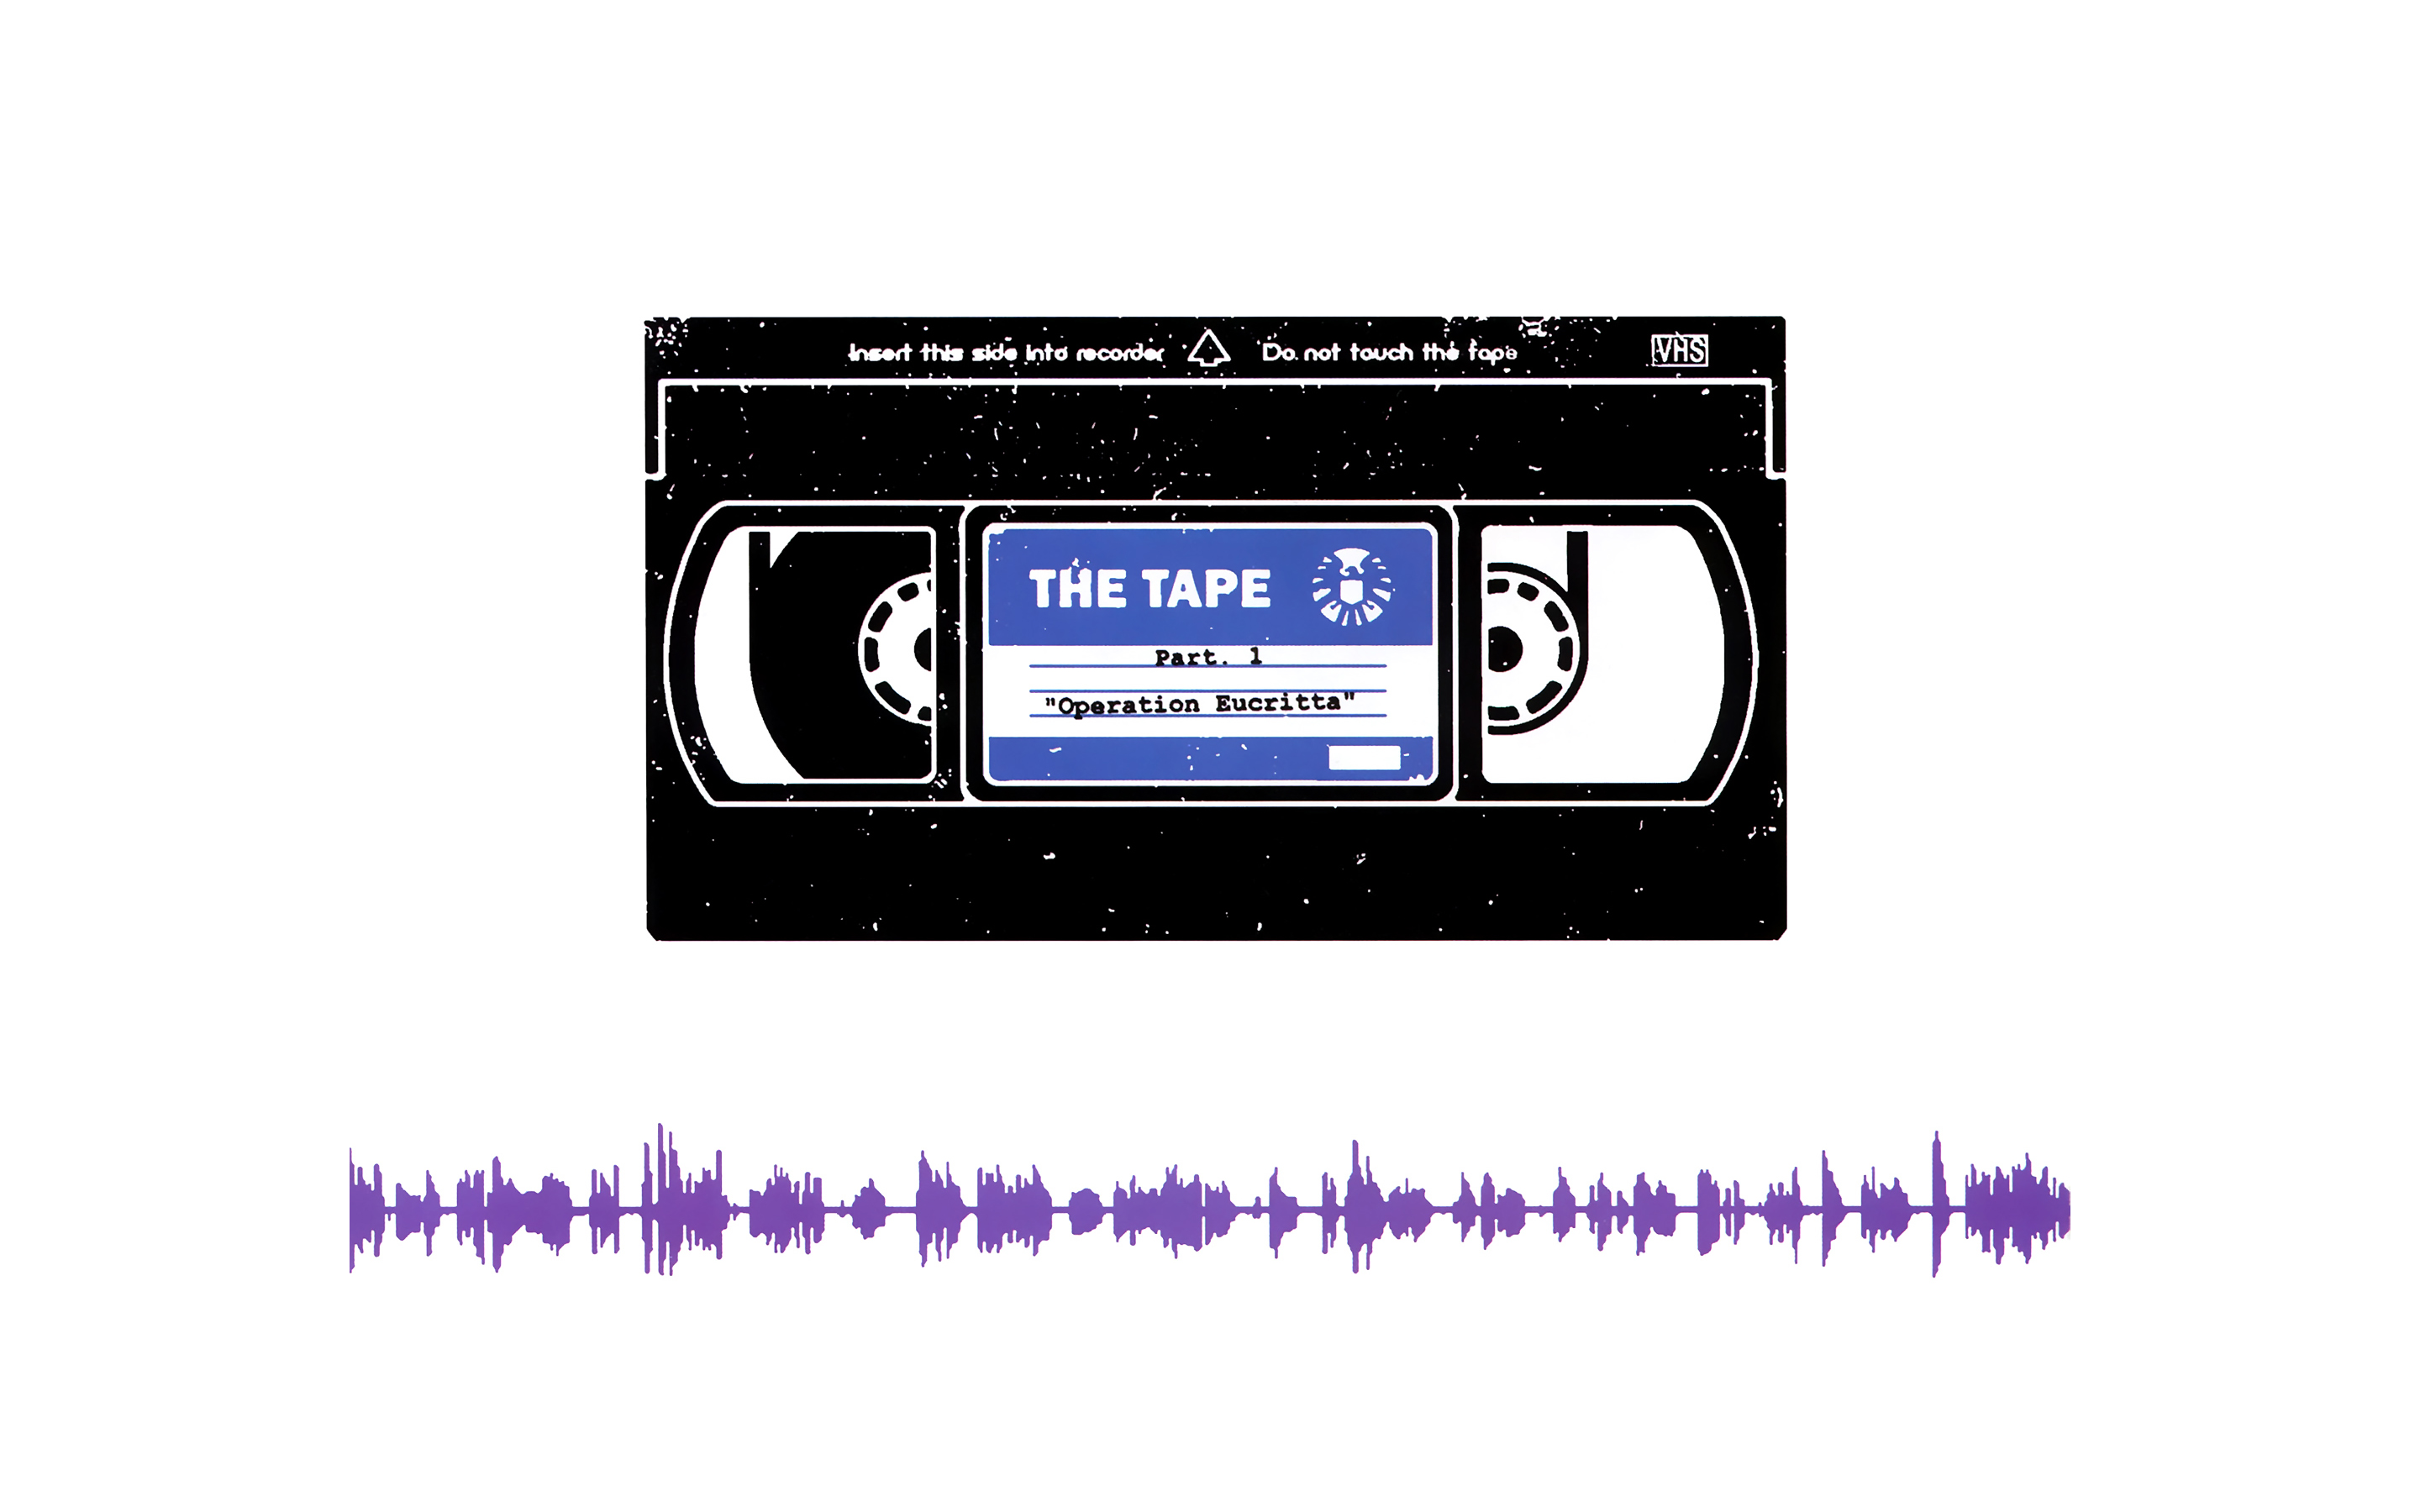 Insert this side into recorder Do not touch the tape VHS
THE TAPE
Part. 1
"Operation Eucritta"